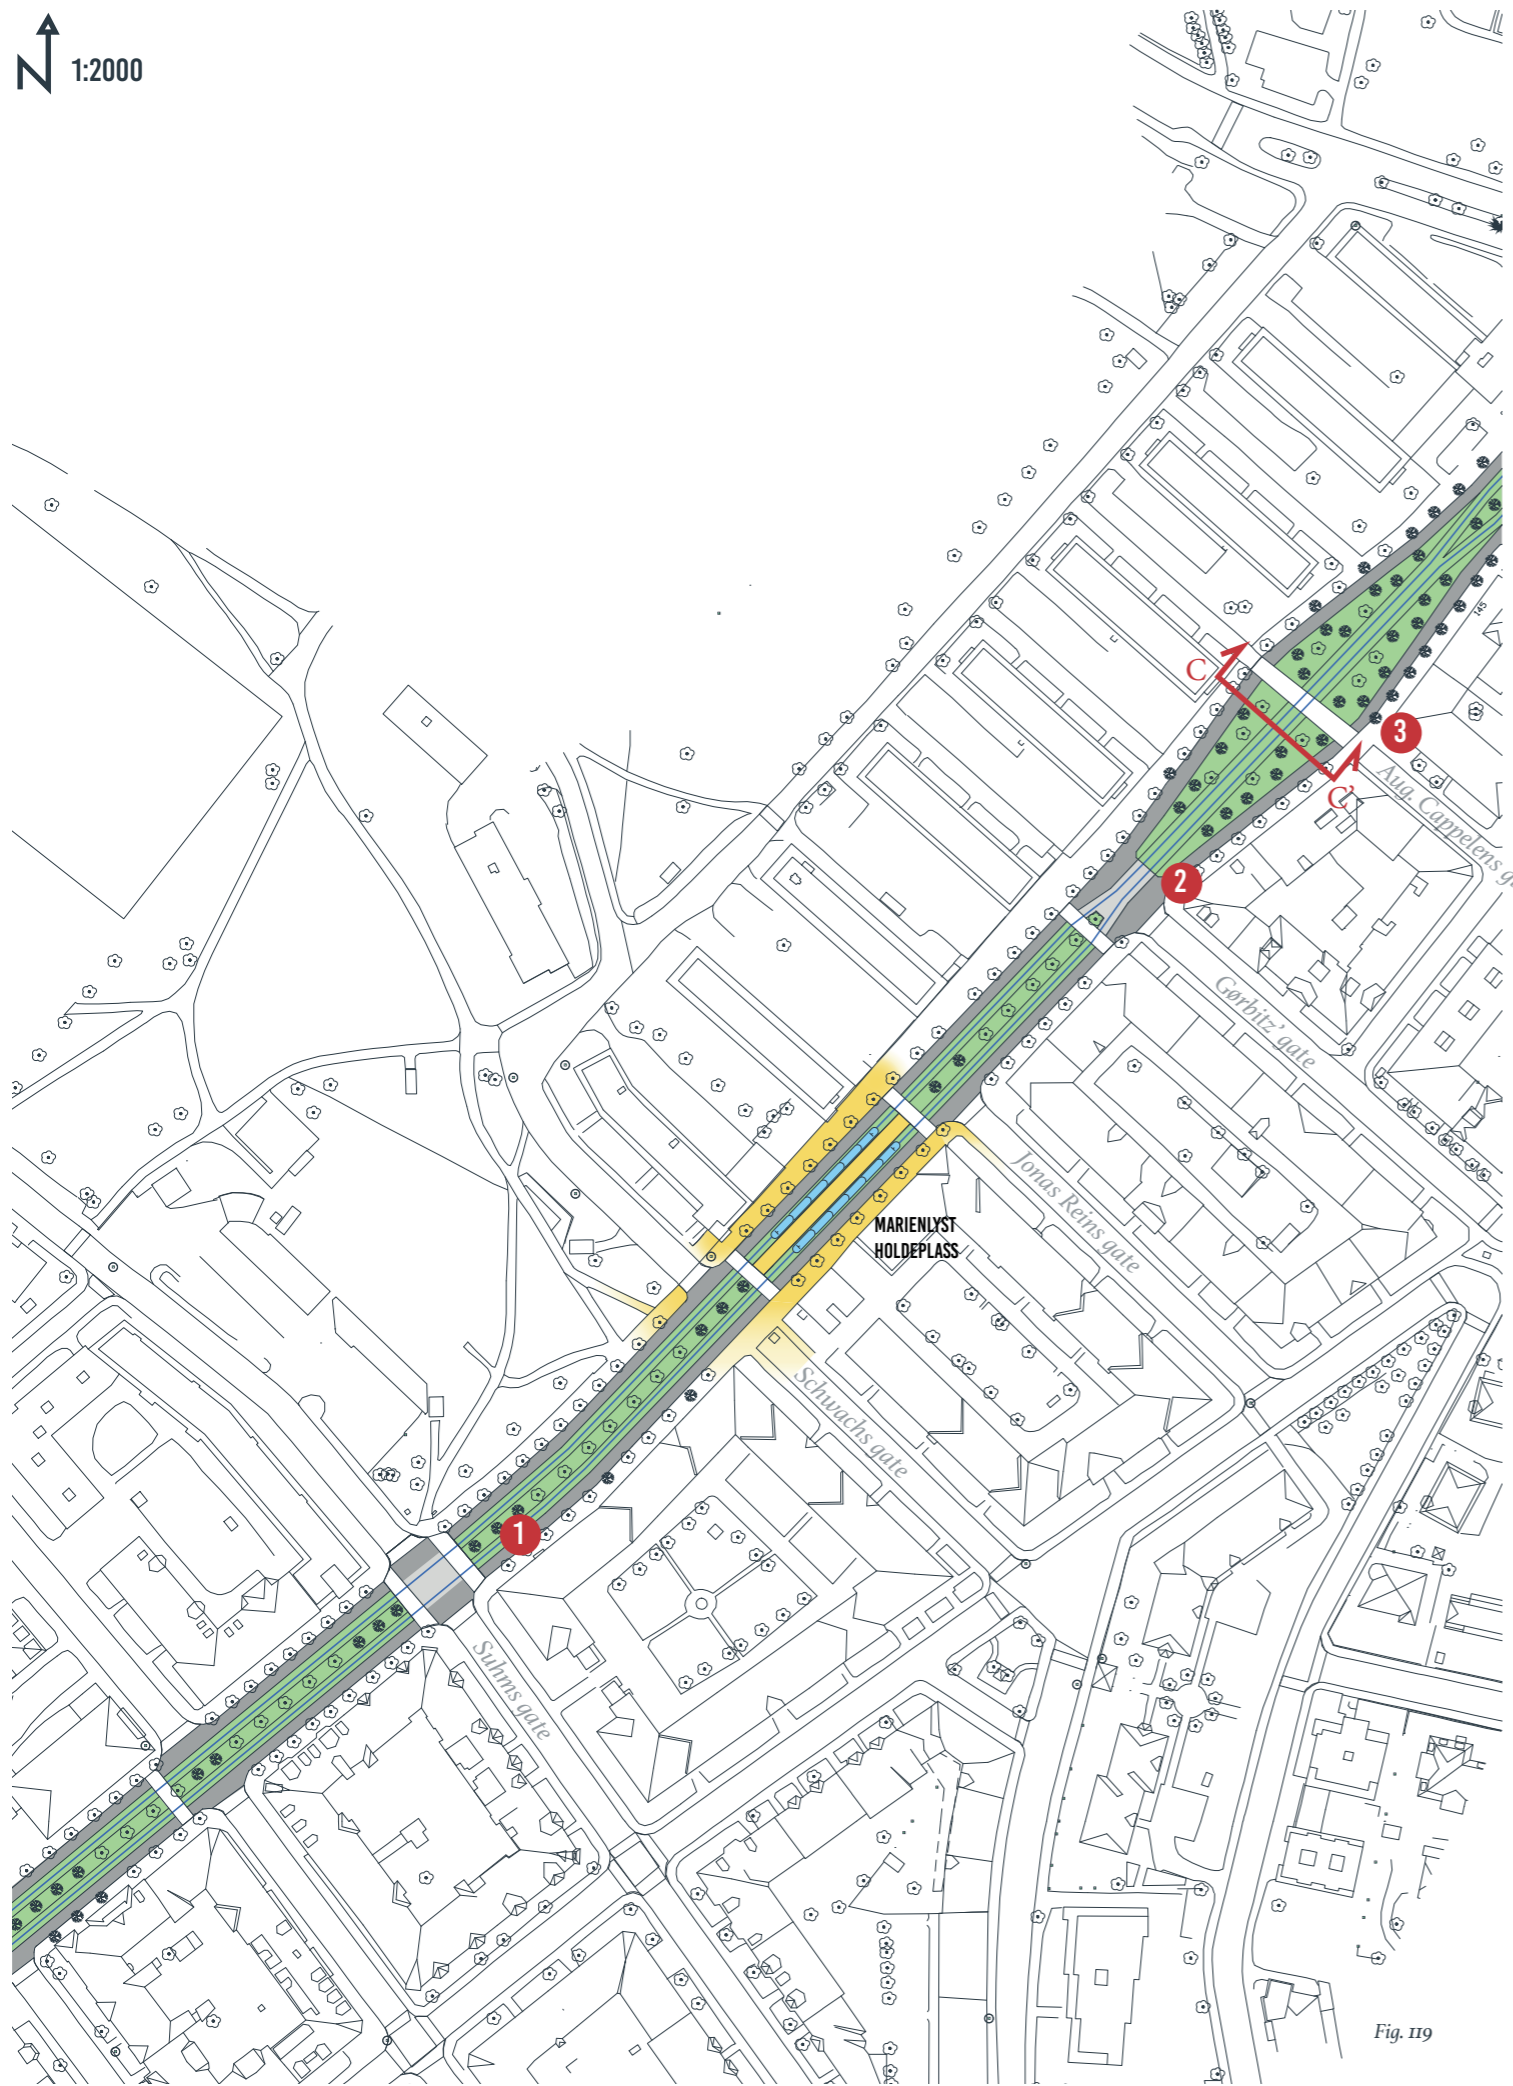 N 1:2000
C
3
C'
Aug. Cappelens g
2
Gørbitz' gate
Jonas Reins gate
MARIENLYST
HOLDEPLASS
Schwachs gate
1
Suhms gate
145
Fig. 119